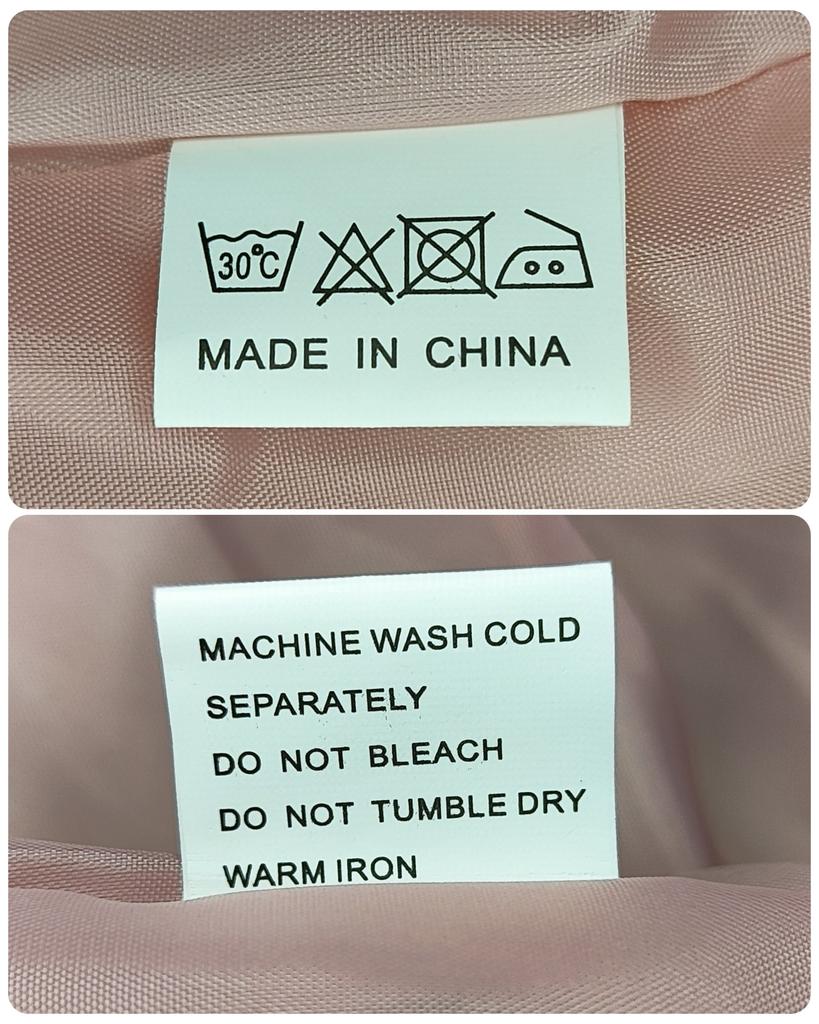 30°C
MADE IN CHINA
MACHINE WASH COLD
SEPARATELY
DO NOT BLEACH
DO NOT TUMBLE DRY
WARM IRON